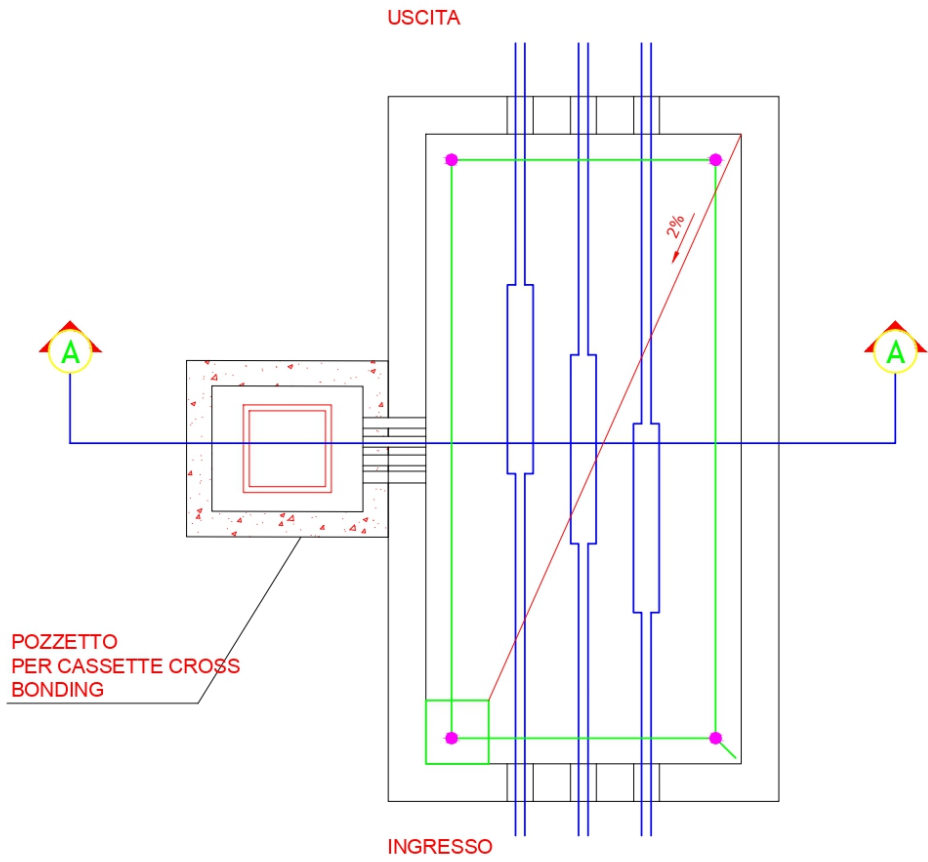 USCITA
2%
A
A
POZZETTO
PER CASSETTE CROSS
BONDING
INGRESSO